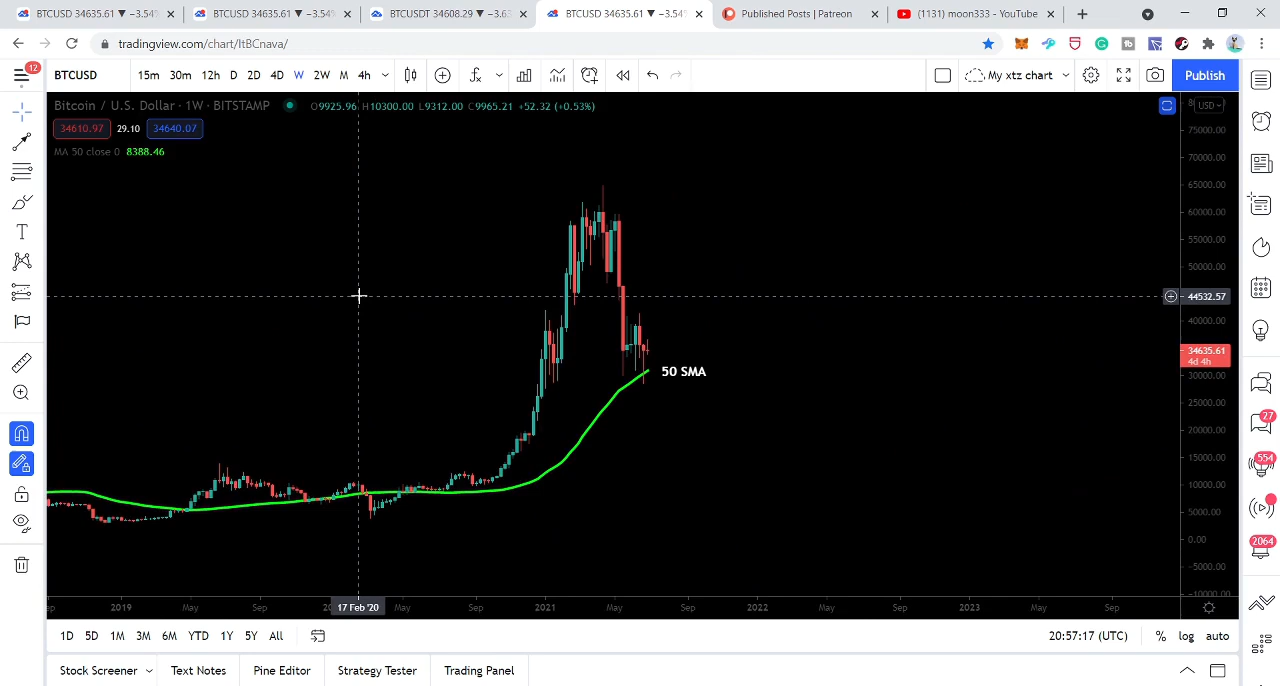 BTCUSD 34635.61 ▼ −3.54%
BTCUSD 34635.61 ▼ −3.54%
BTCUSDT 34608.29 ▼ −3.63
BTCUSD 34635.61 ▼ −3.54%
Published Posts | Patreon
(1131) moon333 - YouTube
tradingview.com/chart/ItBCnava/
12
BTCUSD 15m 30m 12h D 2D 4D W 2W M 4h
My xtz chart
Publish
Bitcoin / U.S. Dollar · 1W · BITSTAMP O9925.96 H10300.00 L9312.00 C9965.21 +52.32 (+0.53%)
USD
34610.97 29.10 34640.07
MA 50 close 0 8388.46
75000.00
70000.00
65000.00
60000.00
55000.00
50000.00
44532.57
40000.00
34635.61
4d 4h
50 SMA
30000.00
25000.00
20000.00
15000.00
10000.00
5000.00
0.00
−5000.00
−10000.00
27
554
2064
2019 May Sep 17 Feb '20 May Sep 2021 May Sep 2022 May Sep 2023 May Sep
1D 5D 1M 3M 6M YTD 1Y 5Y All
20:57:17 (UTC) % log auto
Stock Screener Text Notes Pine Editor Strategy Tester Trading Panel